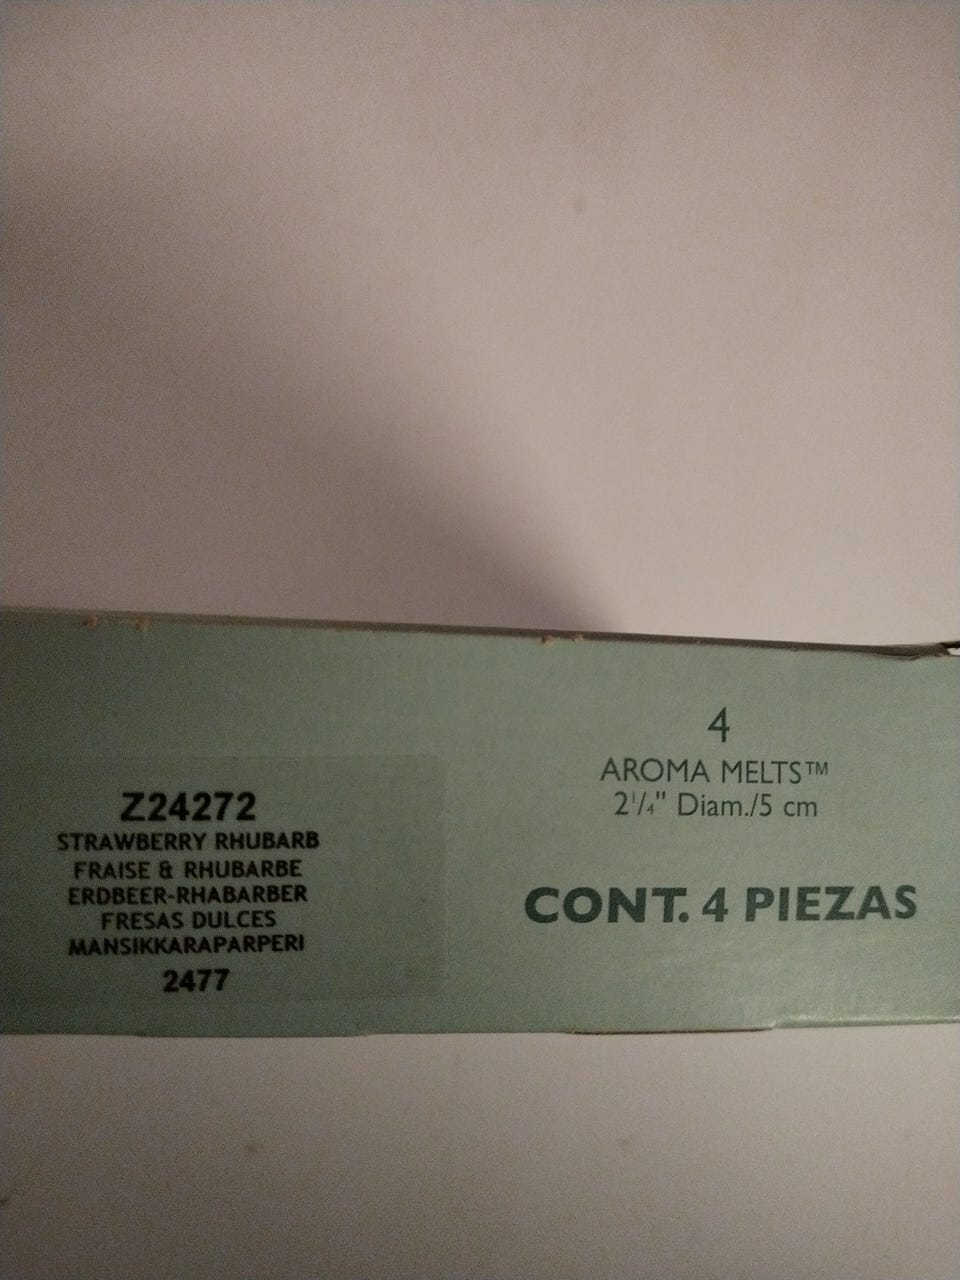 Z24272
STRAWBERRY RHUBARB
FRAISE & RHUBARBE
ERDBEER-RHABARBER
FRESAS DULCES
MANSIKKARAPARPERI
2477
4
AROMA MELTS™
2¹/₄" Diam./5 cm
CONT. 4 PIEZAS